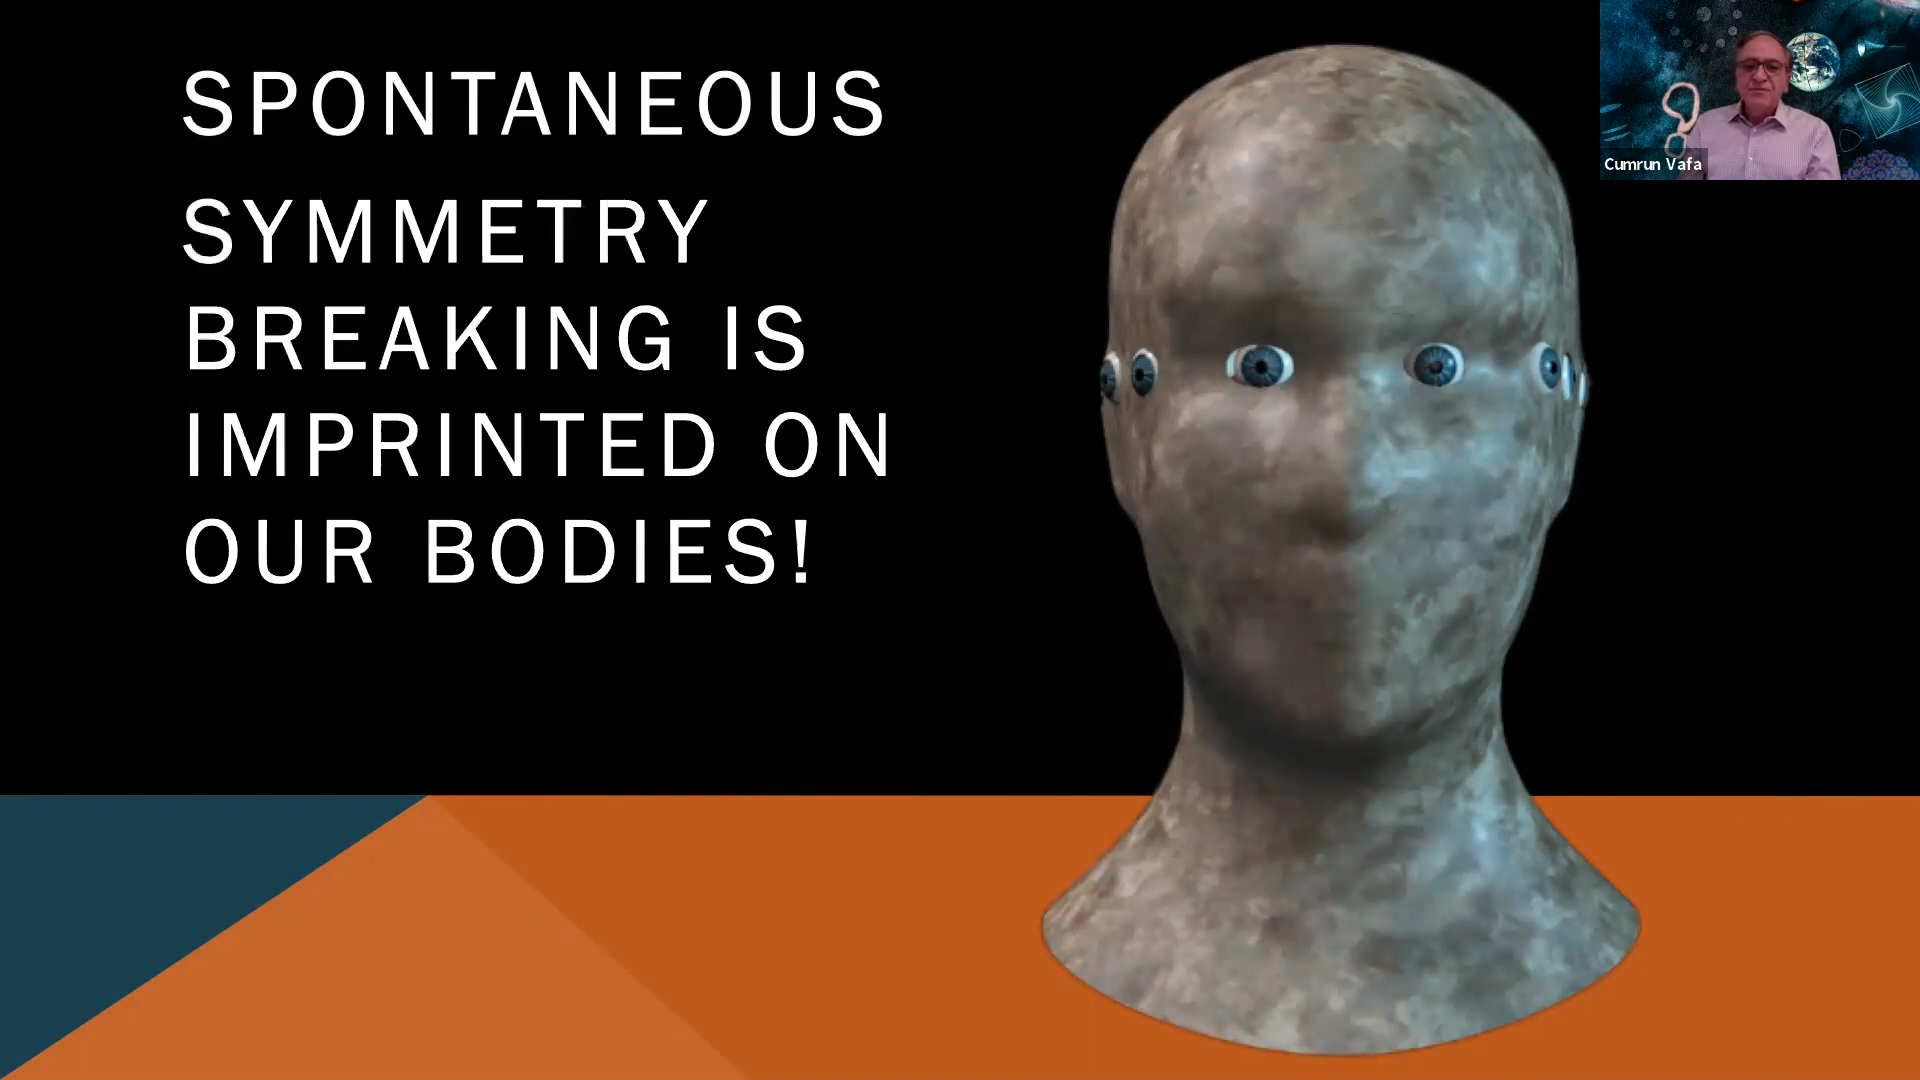 SPONTANEOUS
SYMMETRY
BREAKING IS
IMPRINTED ON
OUR BODIES!
Cumrun Vafa